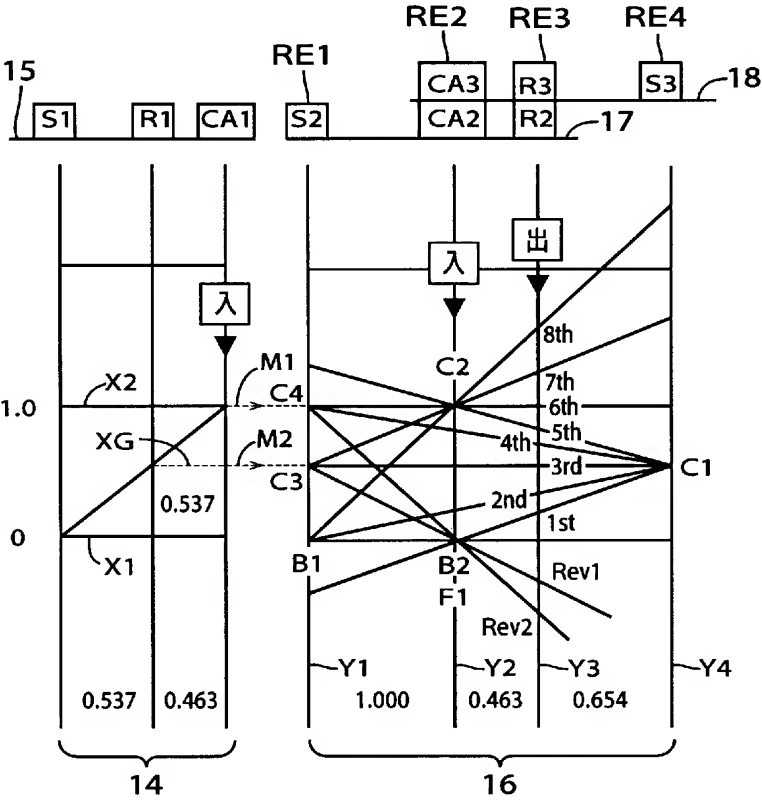 RE2 RE3 RE4
RE1
15 CA3 R3 S3 18
S1 R1 CA1 S2 CA2 R2 17
出
入
入
8th
X2 M1 C4 C2 7th
1.0 6th
XG M2 4th 5th
C3 3rd C1
0.537 2nd
0 1st
X1 B1 B2 Rev1
F1
Rev2
Y1 Y2 Y3 Y4
0.537 0.463 1.000 0.463 0.654
14 16